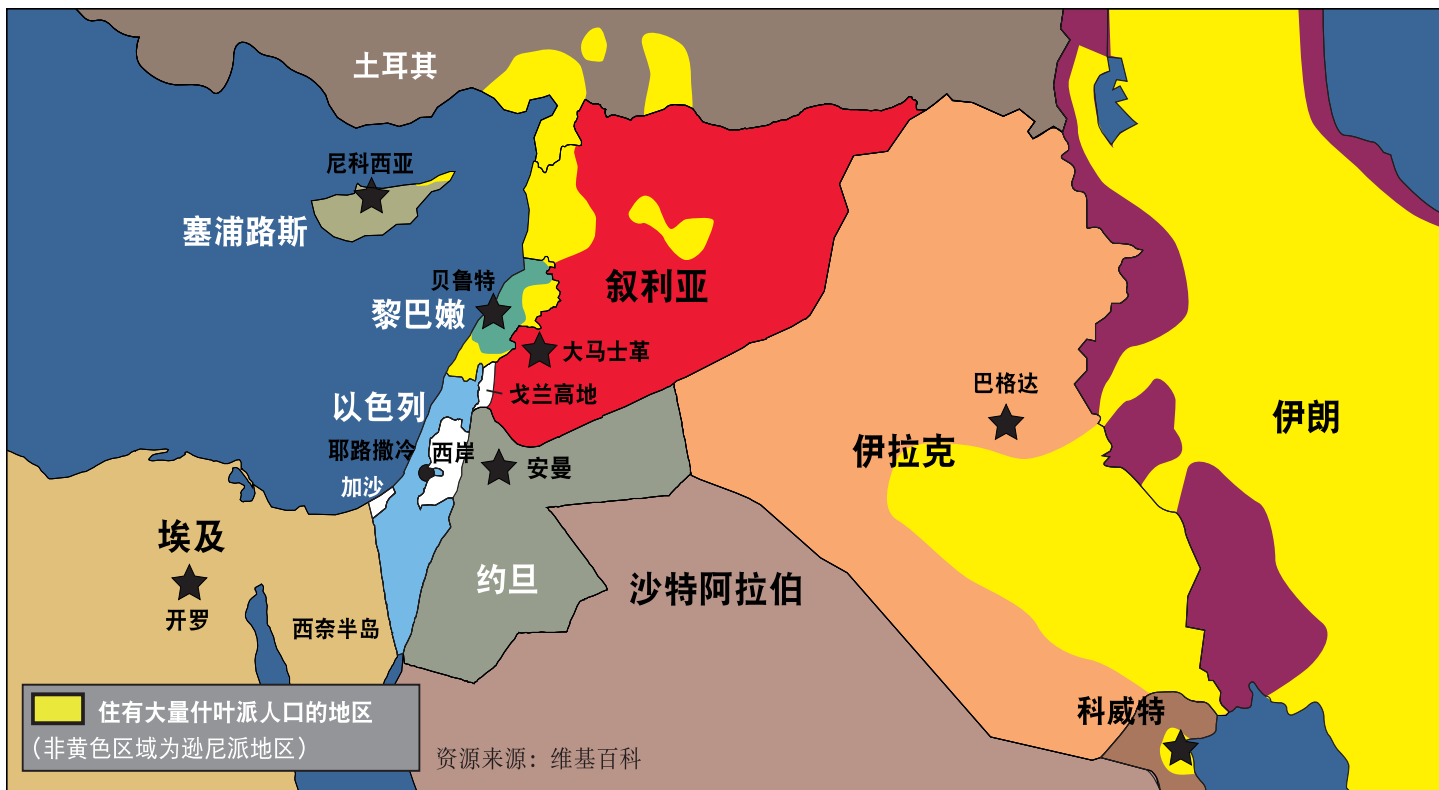 土耳其
尼科西亚
塞浦路斯
贝鲁特
黎巴嫩
叙利亚
大马士革
戈兰高地
以色列
巴格达
伊朗
耶路撒冷
西岸
伊拉克
安曼
加沙
埃及
约旦
沙特阿拉伯
开罗
西奈半岛
科威特
住有大量什叶派人口的地区
(非黄色区域为逊尼派地区)
资源来源：维基百科